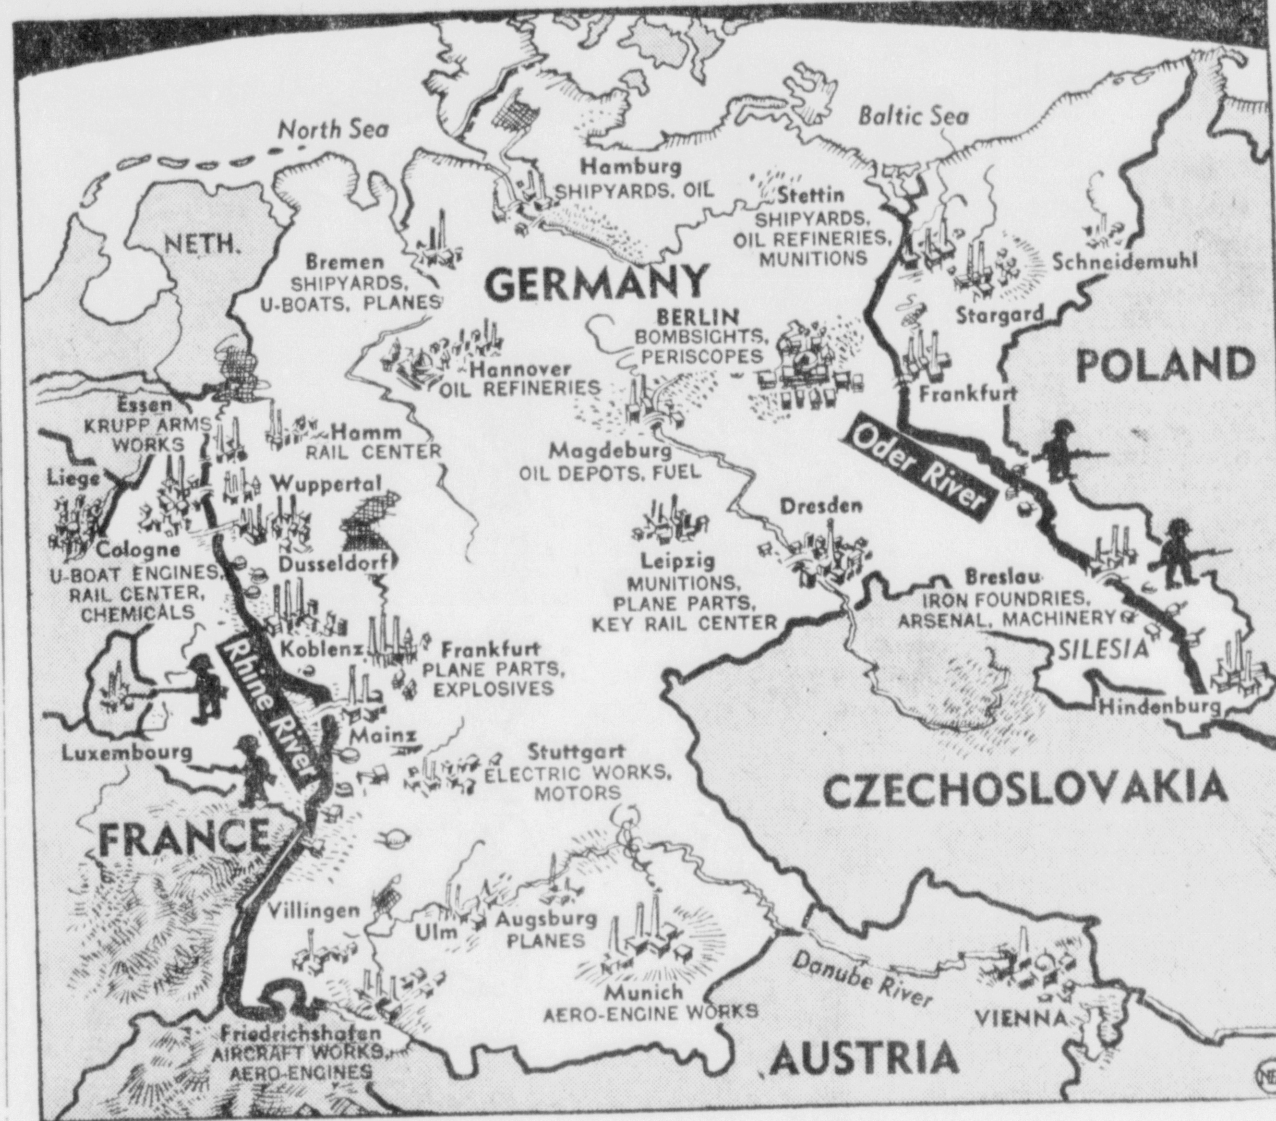 North Sea
Baltic Sea
Hamburg
SHIPYARDS, OIL
Stettin
SHIPYARDS,
OIL REFINERIES,
MUNITIONS
NETH.
Bremen
SHIPYARDS,
U-BOATS, PLANES
GERMANY
Schneidemuhl
Stargard
BERLIN
BOMBSIGHTS,
PERISCOPES
POLAND
Hannover
OIL REFINERIES
Frankfurt
Essen
KRUPP ARMS
WORKS
Hamm
RAIL CENTER
Magdeburg
OIL DEPOTS, FUEL
Oder River
Liege
Wuppertal
Dresden
Cologne
U-BOAT ENGINES,
RAIL CENTER,
CHEMICALS
Dusseldorf
Leipzig
MUNITIONS,
PLANE PARTS,
KEY RAIL CENTER
Breslau
IRON FOUNDRIES,
ARSENAL, MACHINERY
SILESIA
Koblenz
Frankfurt
PLANE PARTS,
EXPLOSIVES
Rhine River
Hindenburg
Luxembourg
Mainz
Stuttgart
ELECTRIC WORKS,
MOTORS
CZECHOSLOVAKIA
FRANCE
Villingen
Ulm
Augsburg
PLANES
Munich
AERO-ENGINE WORKS
Danube River
VIENNA
Friedrichshafen
AIRCRAFT WORKS,
AERO-ENGINES
AUSTRIA